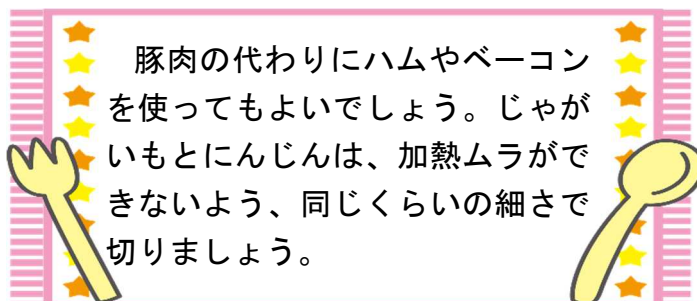 豚肉の代わりにハムやベーコン
を使ってもよいでしょう。じゃが
いもとにんじんは、加熱ムラがで
きないよう、同じくらいの細さで
切りましょう。